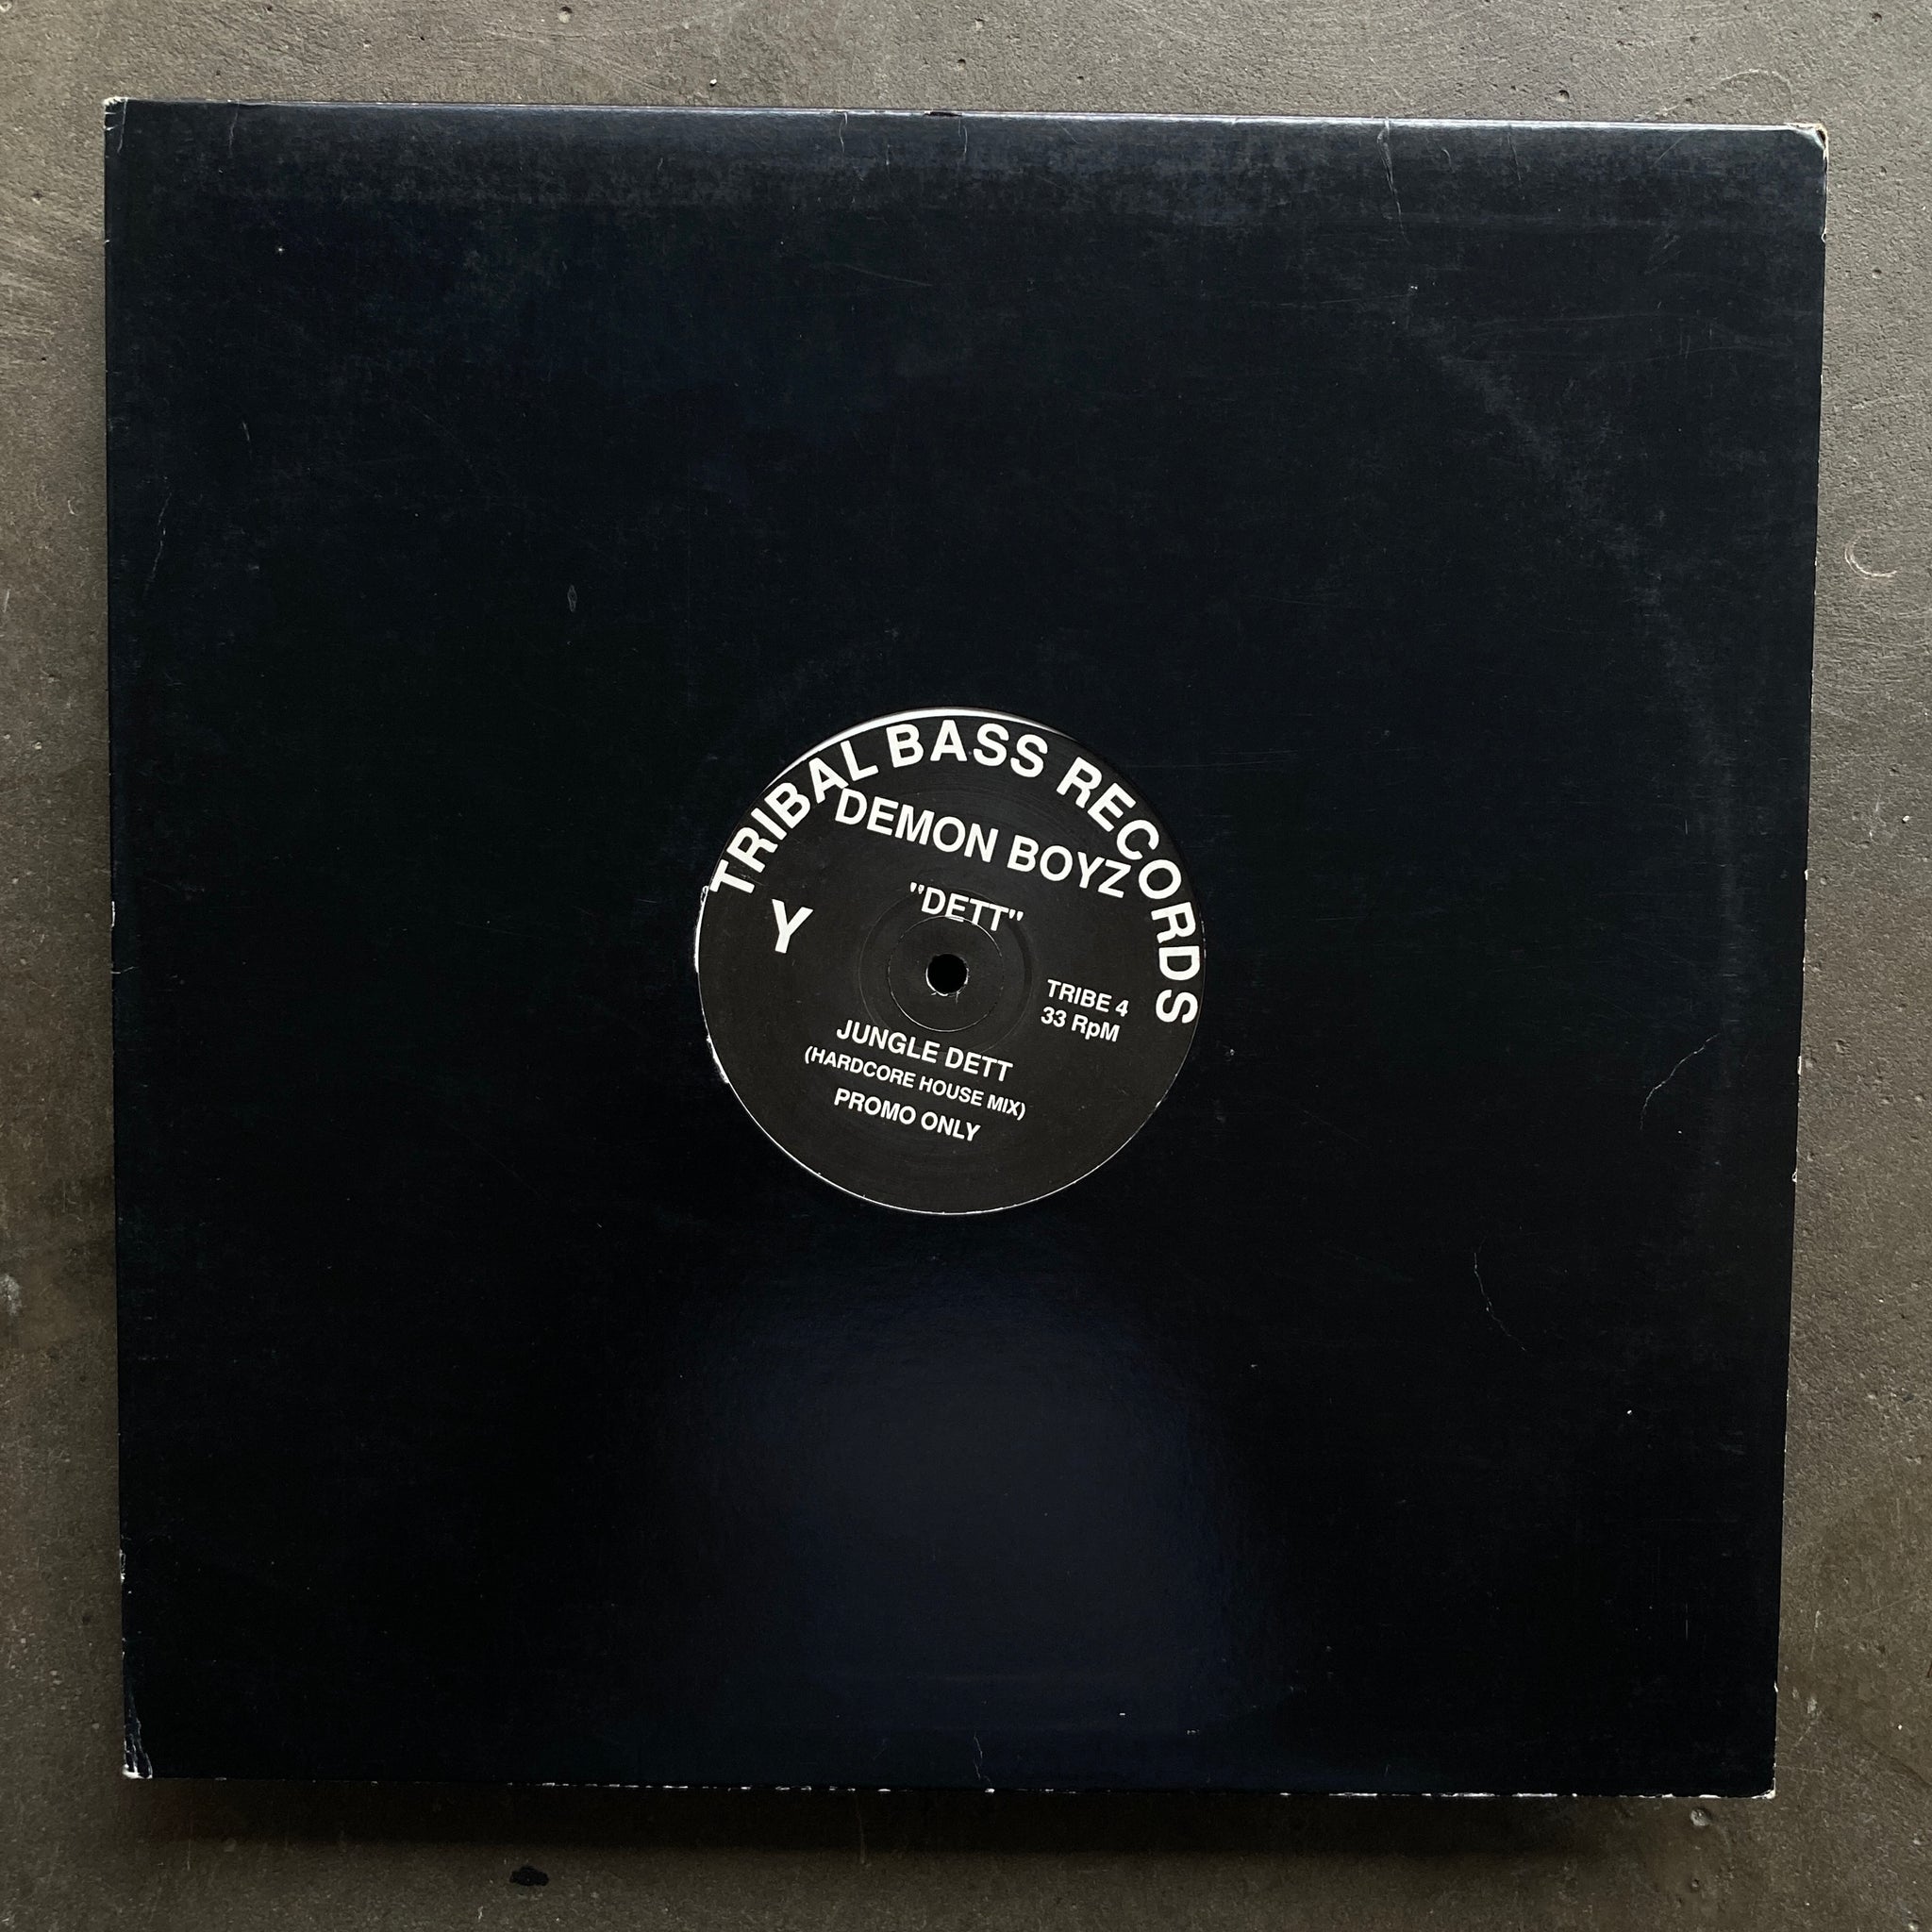 TRIBAL BASS RECORDS
DEMON BOYZ
"DETT"
Y
TRIBE 4
33 RpM
JUNGLE DETT
(HARDCORE HOUSE MIX)
PROMO ONLY